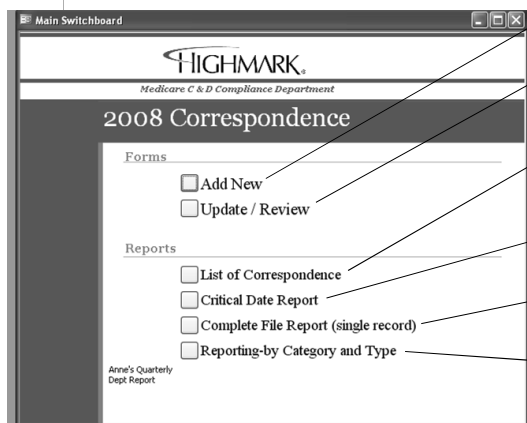 Main Switchboard
HIGHMARK®
Medicare C & D Compliance Department
2008 Correspondence
Forms
Add New
Update / Review
Reports
List of Correspondence
Critical Date Report
Complete File Report (single record)
Reporting-by Category and Type
Anne's Quarterly
Dept Report